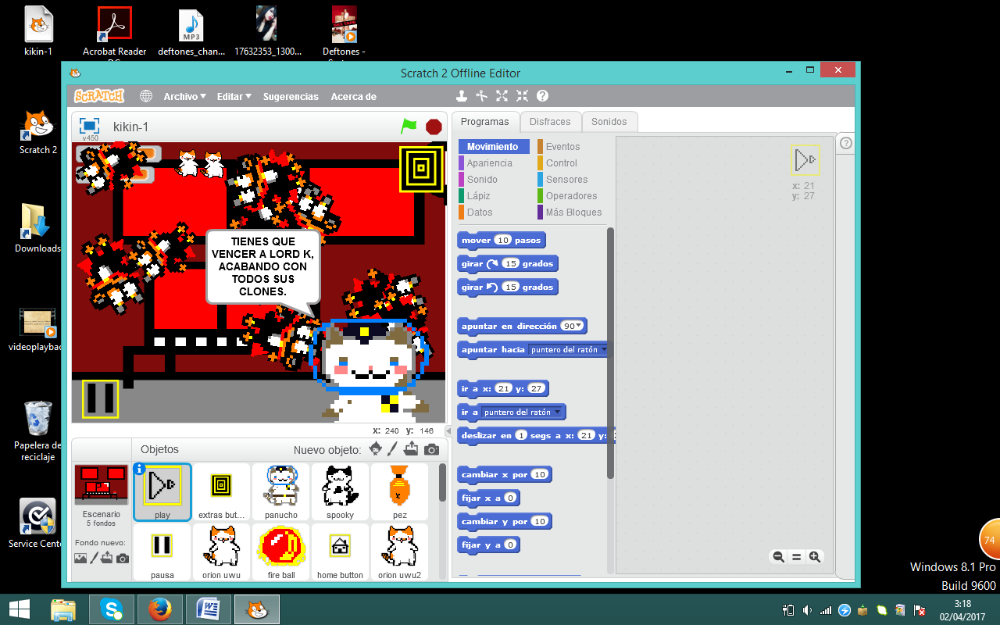 kikin-1
Acrobat Reader
MP3
deftones_chan...
17632353_1300...
SEX TAPE
Deftones -
Scratch 2
Downloads
videoplayback
Papelera de
reciclaje
Service Cente
Scratch 2 Offline Editor
SCRATCH
Archivo
Editar
Sugerencias
Acerca de
v450
kikin-1
TIENES QUE
VENCER A LORD K,
ACABANDO CON
TODOS SUS
CLONES.
x: 240 y: 146
Objetos
Nuevo objeto:
Escenario
5 fondos
Fondo nuevo:
play
extras but...
panucho
spooky
pez
pausa
orion uwu
fire ball
home button
orion uwu2
Programas
Disfraces
Sonidos
Movimiento
Apariencia
Sonido
Lápiz
Datos
Eventos
Control
Sensores
Operadores
Más Bloques
mover 10 pasos
girar 15 grados
girar 15 grados
apuntar en dirección 90
apuntar hacia puntero del ratón
ir a x: 21 y: 27
ir a puntero del ratón
deslizar en 1 segs a x: 21 y:
cambiar x por 10
fijar x a 0
cambiar y por 10
fijar y a 0
x: 21
y: 27
74
Windows 8.1 Pro
Build 9600
3:18
02/04/2017